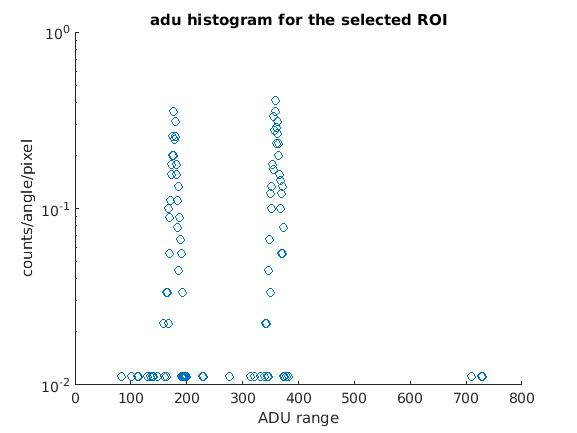 adu histogram for the selected ROI
10^0
10^-1
10^-2
counts/angle/pixel
0 100 200 300 400 500 600 700 800
ADU range